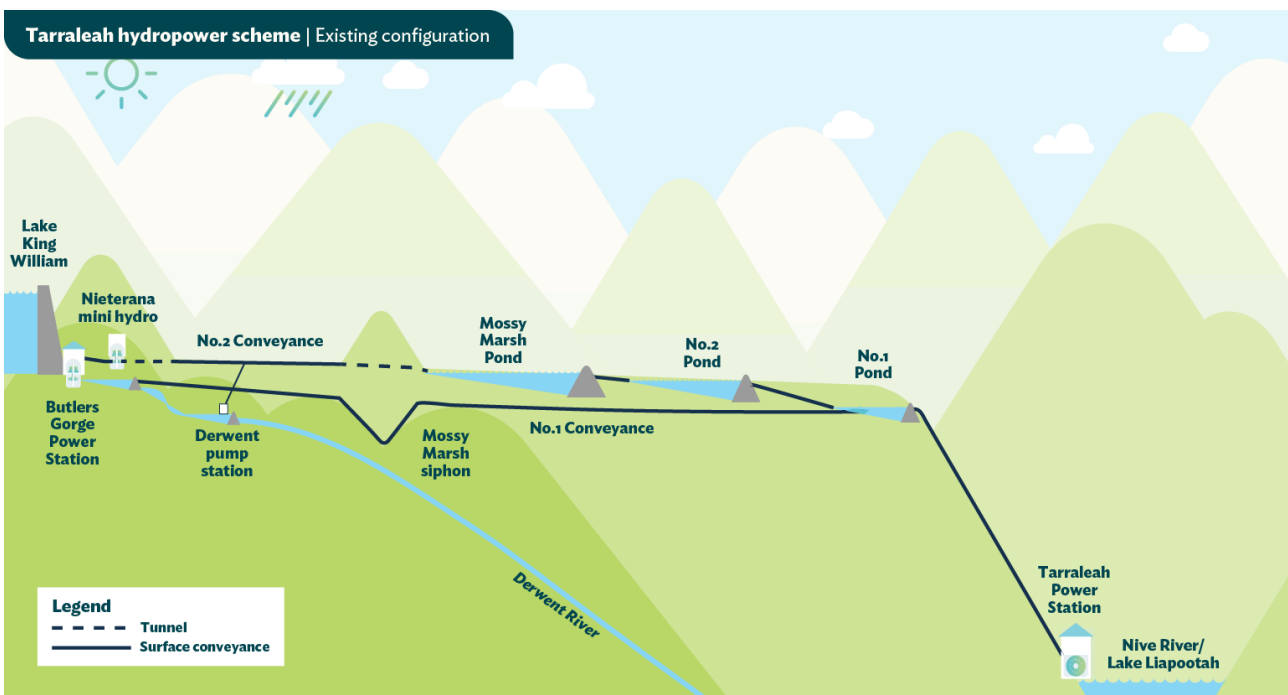 Tarraleah hydropower scheme | Existing configuration
Lake
King
William
Nieterana
mini hydro
No.2 Conveyance
Mossy
Marsh
Pond
No.2
Pond
No.1
Pond
Butlers
Gorge
Power
Station
Derwent
pump
station
Mossy
Marsh
siphon
No.1 Conveyance
Derwent River
Tarraleah
Power
Station
Nive River/
Lake Liapootah
Legend
Tunnel
Surface conveyance